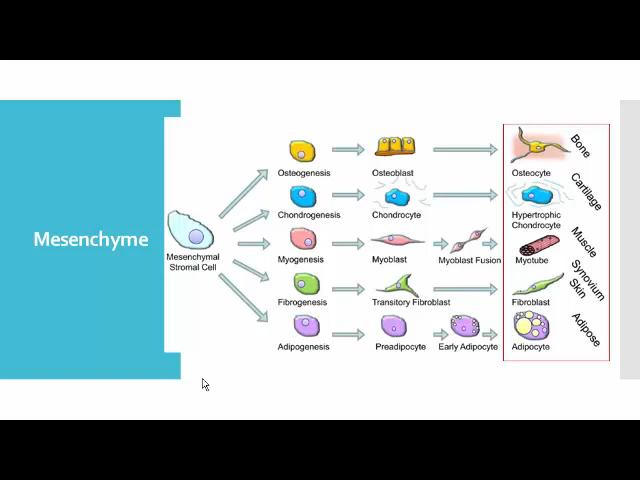 Mesenchyme
Mesenchymal
Stromal Cell
Osteogenesis
Osteoblast
Osteocyte
Bone
Chondrogenesis
Chondrocyte
Hypertrophic
Chondrocyte
Cartilage
Myogenesis
Myoblast
Myoblast Fusion
Myotube
Muscle
Fibrogenesis
Transitory Fibroblast
Fibroblast
Synovium
Skin
Adipogenesis
Preadipocyte
Early Adipocyte
Adipocyte
Adipose